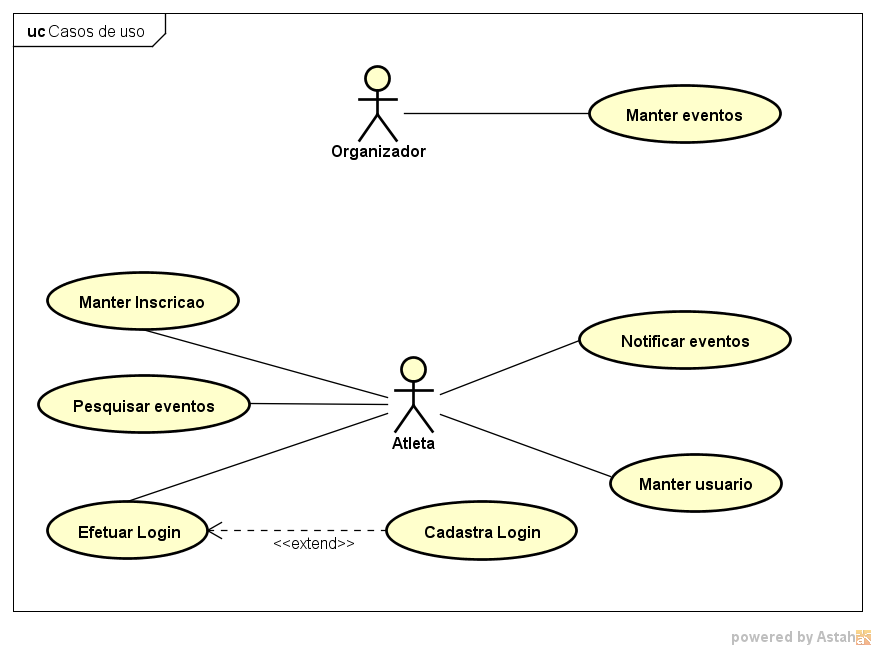 uc Casos de uso
Manter eventos
Organizador
Manter Inscricao
Notificar eventos
Pesquisar eventos
Atleta
Manter usuario
Efetuar Login
<<extend>>
Cadastra Login
powered by Astah